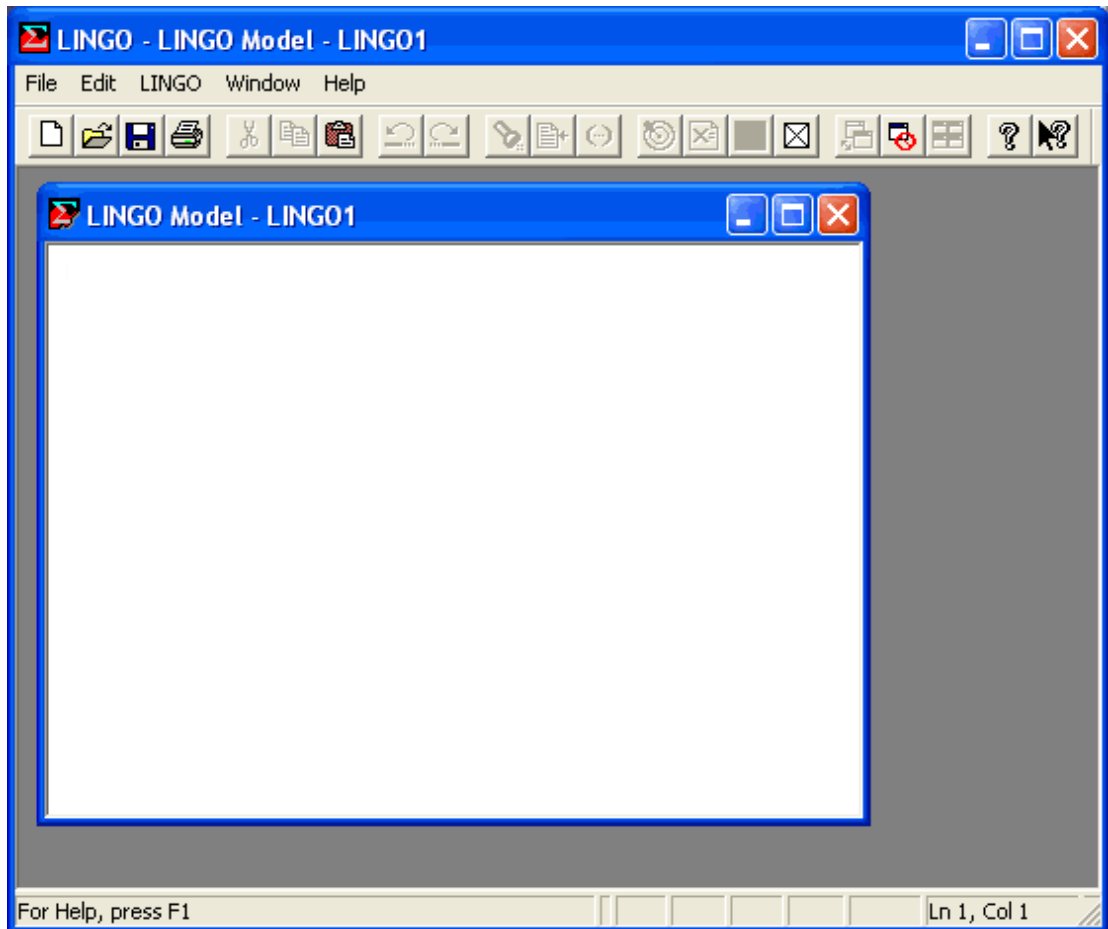 LINGO - LINGO Model - LINGO1
File Edit LINGO Window Help
LINGO Model - LINGO1
For Help, press F1 Ln 1, Col 1